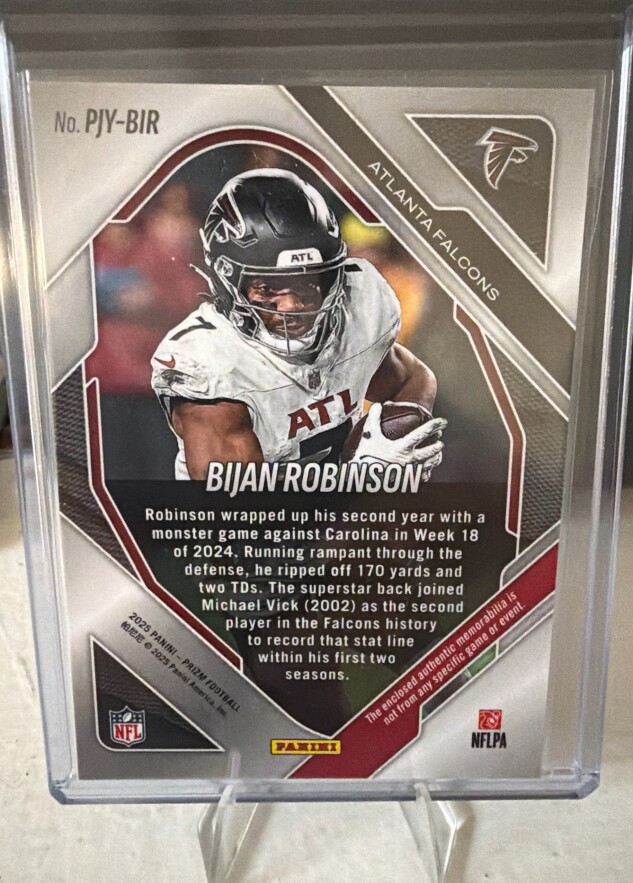 No. PJY-BIR
ATLANTA FALCONS
ATL
7
ATL
BIJAN ROBINSON
Robinson wrapped up his second year with a
monster game against Carolina in Week 18
of 2024. Running rampant through the
defense, he ripped off 170 yards and
two TDs. The superstar back joined
Michael Vick (2002) as the second
player in the Falcons history
to record that stat line
within his first two
seasons.
The enclosed authentic memorabilia is
not from any specific game or event.
2025 PANINI – PRIZM FOOTBALL
© 2025 Panini America, Inc.
NFL
PANINI
NFLPA